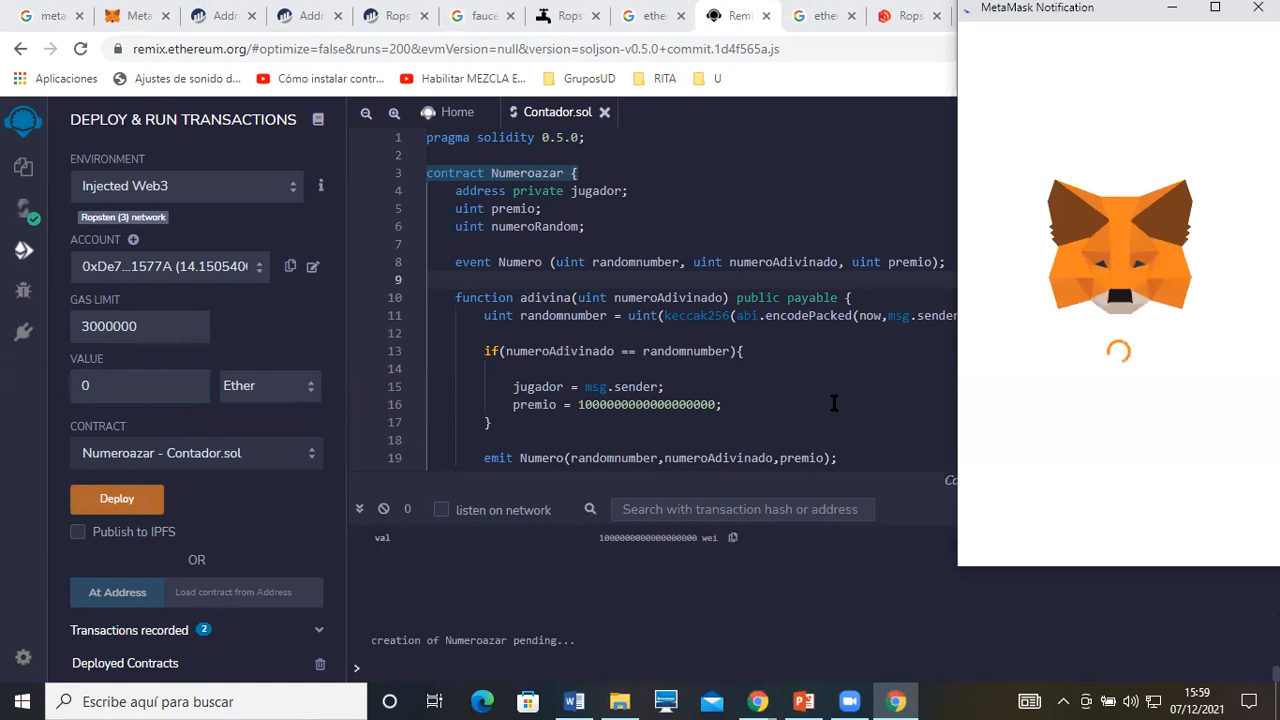 meta
Meta
Addre
Addre
Rops
fauce
Rops
ether
Remi
ether
Rops
MetaMask Notification
remix.ethereum.org/#optimize=false&runs=200&evmVersion=null&version=soljson-v0.5.0+commit.1d4f565a.js
Aplicaciones
Ajustes de sonido d...
Cómo instalar contr...
Habilitar MEZCLA E...
GruposUD
RITA
U
DEPLOY & RUN TRANSACTIONS
Home
Contador.sol
ENVIRONMENT
Injected Web3
Ropsten (3) network
ACCOUNT
0xDe7...1577A (14.1505406
GAS LIMIT
3000000
VALUE
0
Ether
CONTRACT
Numeroazar - Contador.sol
Deploy
Publish to IPFS
OR
At Address
Load contract from Address
Transactions recorded 2
Deployed Contracts
1 pragma solidity 0.5.0;
2
3 contract Numeroazar {
4 address private jugador;
5 uint premio;
6 uint numeroRandom;
7
8 event Numero (uint randomnumber, uint numeroAdivinado, uint premio);
9
10 function adivina(uint numeroAdivinado) public payable {
11 uint randomnumber = uint(keccak256(abi.encodePacked(now,msg.sender
12
13 if(numeroAdivinado == randomnumber){
14
15 jugador = msg.sender;
16 premio = 1000000000000000000;
17 }
18
19 emit Numero(randomnumber,numeroAdivinado,premio);
0
listen on network
Search with transaction hash or address
val
1000000000000000000 wei
creation of Numeroazar pending...
>
Escribe aquí para buscar
15:59
07/12/2021